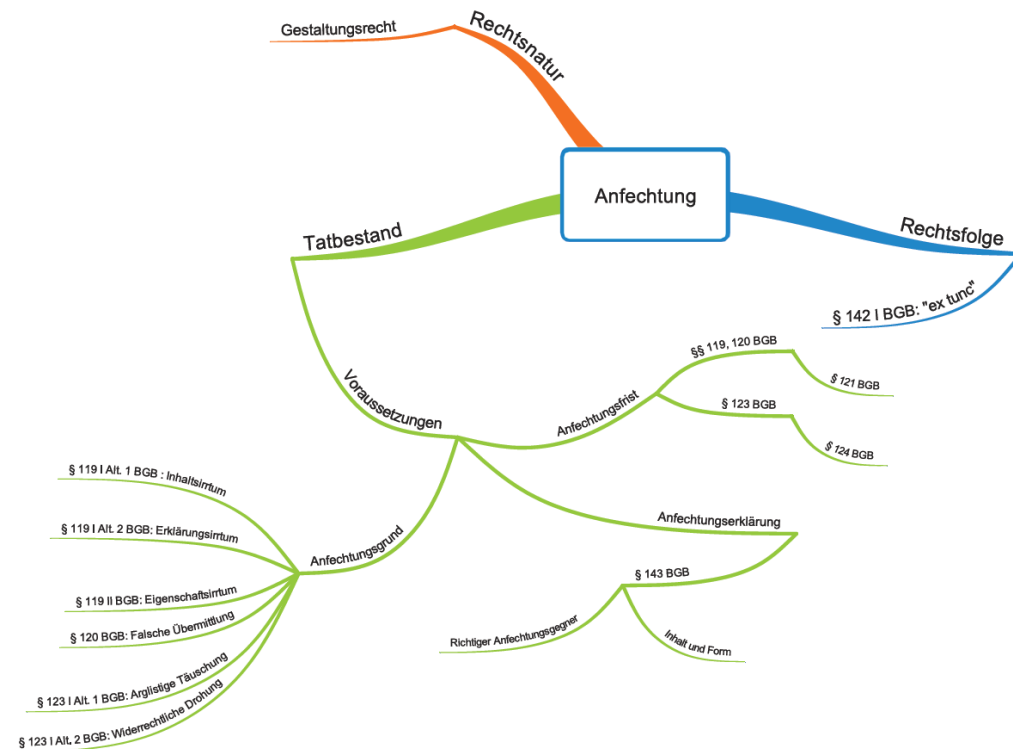 Gestaltungsrecht
Rechtsnatur
Anfechtung
Tatbestand
Rechtsfolge
§ 142 I BGB: "ex tunc"
Voraussetzungen
Anfechtungsfrist
§§ 119, 120 BGB
§ 121 BGB
§ 123 BGB
§ 124 BGB
Anfechtungserklärung
§ 143 BGB
Richtiger Anfechtungsgegner
Inhalt und Form
Anfechtungsgrund
§ 119 I Alt. 1 BGB : Inhaltsirrtum
§ 119 I Alt. 2 BGB: Erklärungsirrtum
§ 119 II BGB: Eigenschaftsirrtum
§ 120 BGB: Falsche Übermittlung
§ 123 I Alt. 1 BGB: Arglistige Täuschung
§ 123 I Alt. 2 BGB: Widerrechtliche Drohung